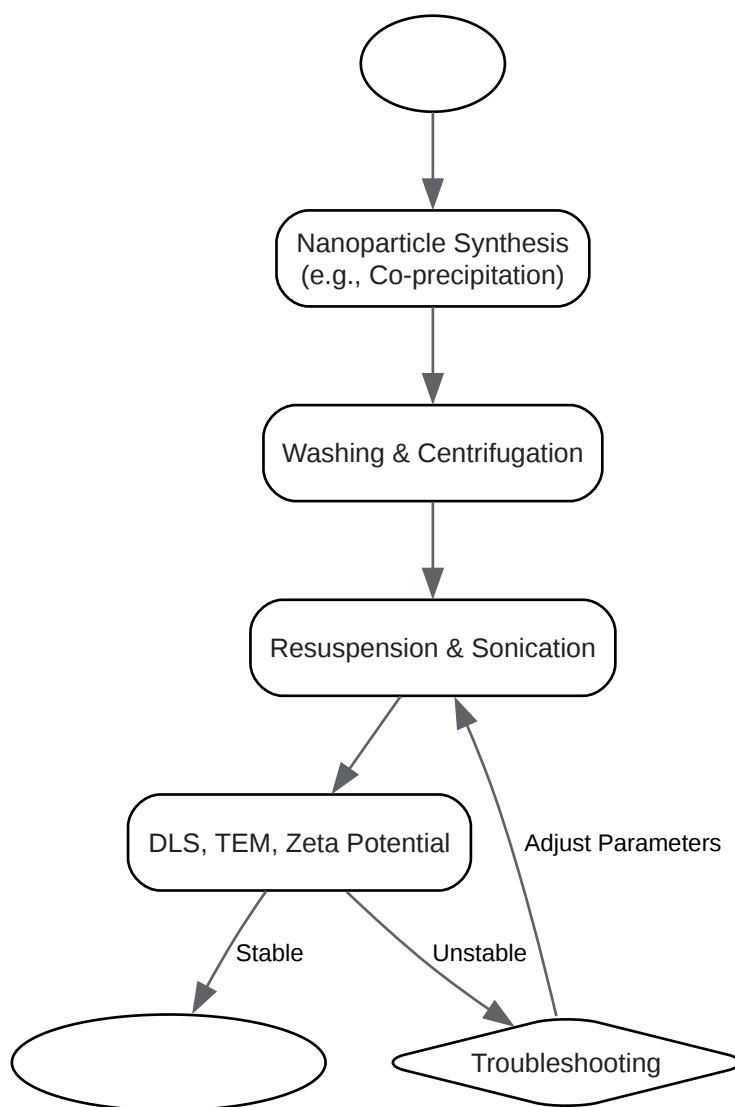 Nanoparticle Synthesis
(e.g., Co-precipitation)
Washing & Centrifugation
Resuspension & Sonication
DLS, TEM, Zeta Potential
Adjust Parameters
Stable
Unstable
Troubleshooting